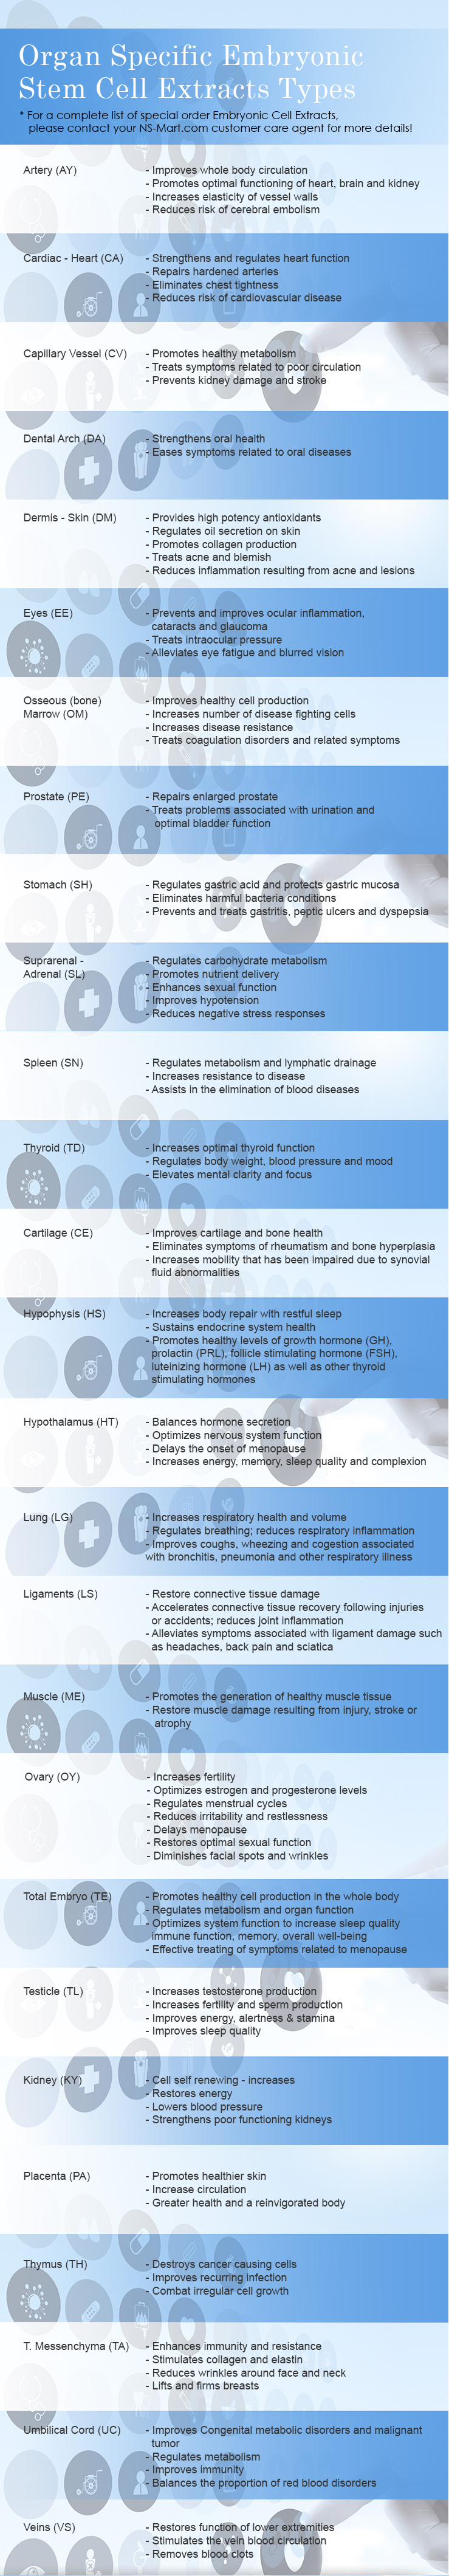 Organ Specific Embryonic
Stem Cell Extracts Types
* For a complete list of special order Embryonic Cell Extracts,
please contact your NS-Mart.com customer care agent for more details!
Artery (AY)
- Improves whole body circulation
- Promotes optimal functioning of heart, brain and kidney
- Increases elasticity of vessel walls
- Reduces risk of cerebral embolism
Cardiac - Heart (CA)
- Strengthens and regulates heart function
- Repairs hardened arteries
- Eliminates chest tightness
- Reduces risk of cardiovascular disease
Capillary Vessel (CV)
- Promotes healthy metabolism
- Treats symptoms related to poor circulation
- Prevents kidney damage and stroke
Dental Arch (DA)
- Strengthens oral health
- Eases symptoms related to oral diseases
Dermis - Skin (DM)
- Provides high potency antioxidants
- Regulates oil secretion on skin
- Promotes collagen production
- Treats acne and blemish
- Reduces inflammation resulting from acne and lesions
Eyes (EE)
- Prevents and improves ocular inflammation,
cataracts and glaucoma
- Treats intraocular pressure
- Alleviates eye fatigue and blurred vision
Osseous (bone)
Marrow (OM)
- Improves healthy cell production
- Increases number of disease fighting cells
- Increases disease resistance
- Treats coagulation disorders and related symptoms
Prostate (PE)
- Repairs enlarged prostate
- Treats problems associated with urination and
optimal bladder function
Stomach (SH)
- Regulates gastric acid and protects gastric mucosa
- Eliminates harmful bacteria conditions
- Prevents and treats gastritis, peptic ulcers and dyspepsia
Suprarenal -
Adrenal (SL)
- Regulates carbohydrate metabolism
- Promotes nutrient delivery
- Enhances sexual function
- Improves hypotension
- Reduces negative stress responses
Spleen (SN)
- Regulates metabolism and lymphatic drainage
- Increases resistance to disease
- Assists in the elimination of blood diseases
Thyroid (TD)
- Increases optimal thyroid function
- Regulates body weight, blood pressure and mood
- Elevates mental clarity and focus
Cartilage (CE)
- Improves cartilage and bone health
- Eliminates symptoms of rheumatism and bone hyperplasia
- Increases mobility that has been impaired due to synovial
fluid abnormalities
Hypophysis (HS)
- Increases body repair with restful sleep
- Sustains endocrine system health
- Promotes healthy levels of growth hormone (GH),
prolactin (PRL), follicle stimulating hormone (FSH),
luteinizing hormone (LH) as well as other thyroid
stimulating hormones
Hypothalamus (HT)
- Balances hormone secretion
- Optimizes nervous system function
- Delays the onset of menopause
- Increases energy, memory, sleep quality and complexion
Lung (LG)
- Increases respiratory health and volume
- Regulates breathing; reduces respiratory inflammation
- Improves coughs, wheezing and cogestion associated
with bronchitis, pneumonia and other respiratory illness
Ligaments (LS)
- Restore connective tissue damage
- Accelerates connective tissue recovery following injuries
or accidents; reduces joint inflammation
- Alleviates symptoms associated with ligament damage such
as headaches, back pain and sciatica
Muscle (ME)
- Promotes the generation of healthy muscle tissue
- Restore muscle damage resulting from injury, stroke or
atrophy
Ovary (OY)
- Increases fertility
- Optimizes estrogen and progesterone levels
- Regulates menstrual cycles
- Reduces irritability and restlessness
- Delays menopause
- Restores optimal sexual function
- Diminishes facial spots and wrinkles
Total Embryo (TE)
- Promotes healthy cell production in the whole body
- Regulates metabolism and organ function
- Optimizes system function to increase sleep quality
immune function, memory, overall well-being
- Effective treating of symptoms related to menopause
Testicle (TL)
- Increases testosterone production
- Increases fertility and sperm production
- Improves energy, alertness & stamina
- Improves sleep quality
Kidney (KY)
- Cell self renewing - increases
- Restores energy
- Lowers blood pressure
- Strengthens poor functioning kidneys
Placenta (PA)
- Promotes healthier skin
- Increase circulation
- Greater health and a reinvigorated body
Thymus (TH)
- Destroys cancer causing cells
- Improves recurring infection
- Combat irregular cell growth
T. Messenchyma (TA)
- Enhances immunity and resistance
- Stimulates collagen and elastin
- Reduces wrinkles around face and neck
- Lifts and firms breasts
Umbilical Cord (UC)
- Improves Congenital metabolic disorders and malignant
tumor
- Regulates metabolism
- Improves immunity
- Balances the proportion of red blood disorders
Veins (VS)
- Restores function of lower extremities
- Stimulates the vein blood circulation
- Removes blood clots